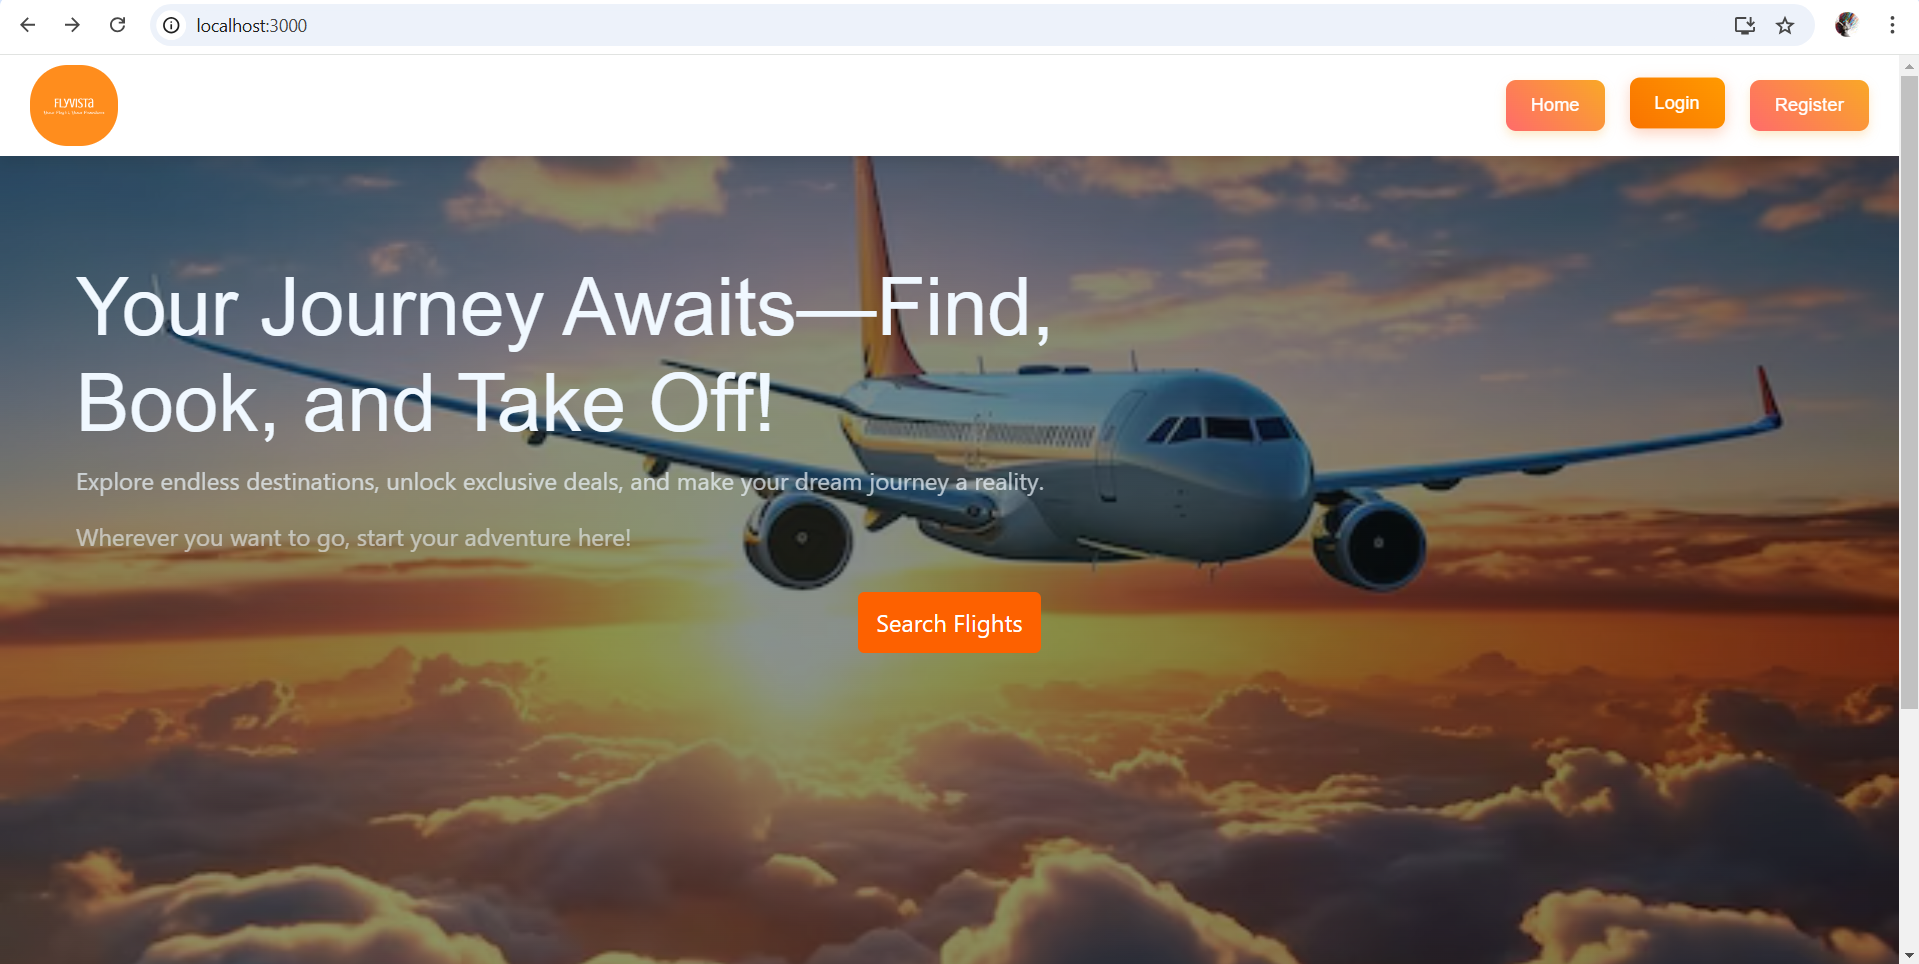 localhost:3000
FLYVISTA
Home
Login
Register
Your Journey Awaits—Find,
Book, and Take Off!
Explore endless destinations, unlock exclusive deals, and make your dream journey a reality.
Wherever you want to go, start your adventure here!
Search Flights